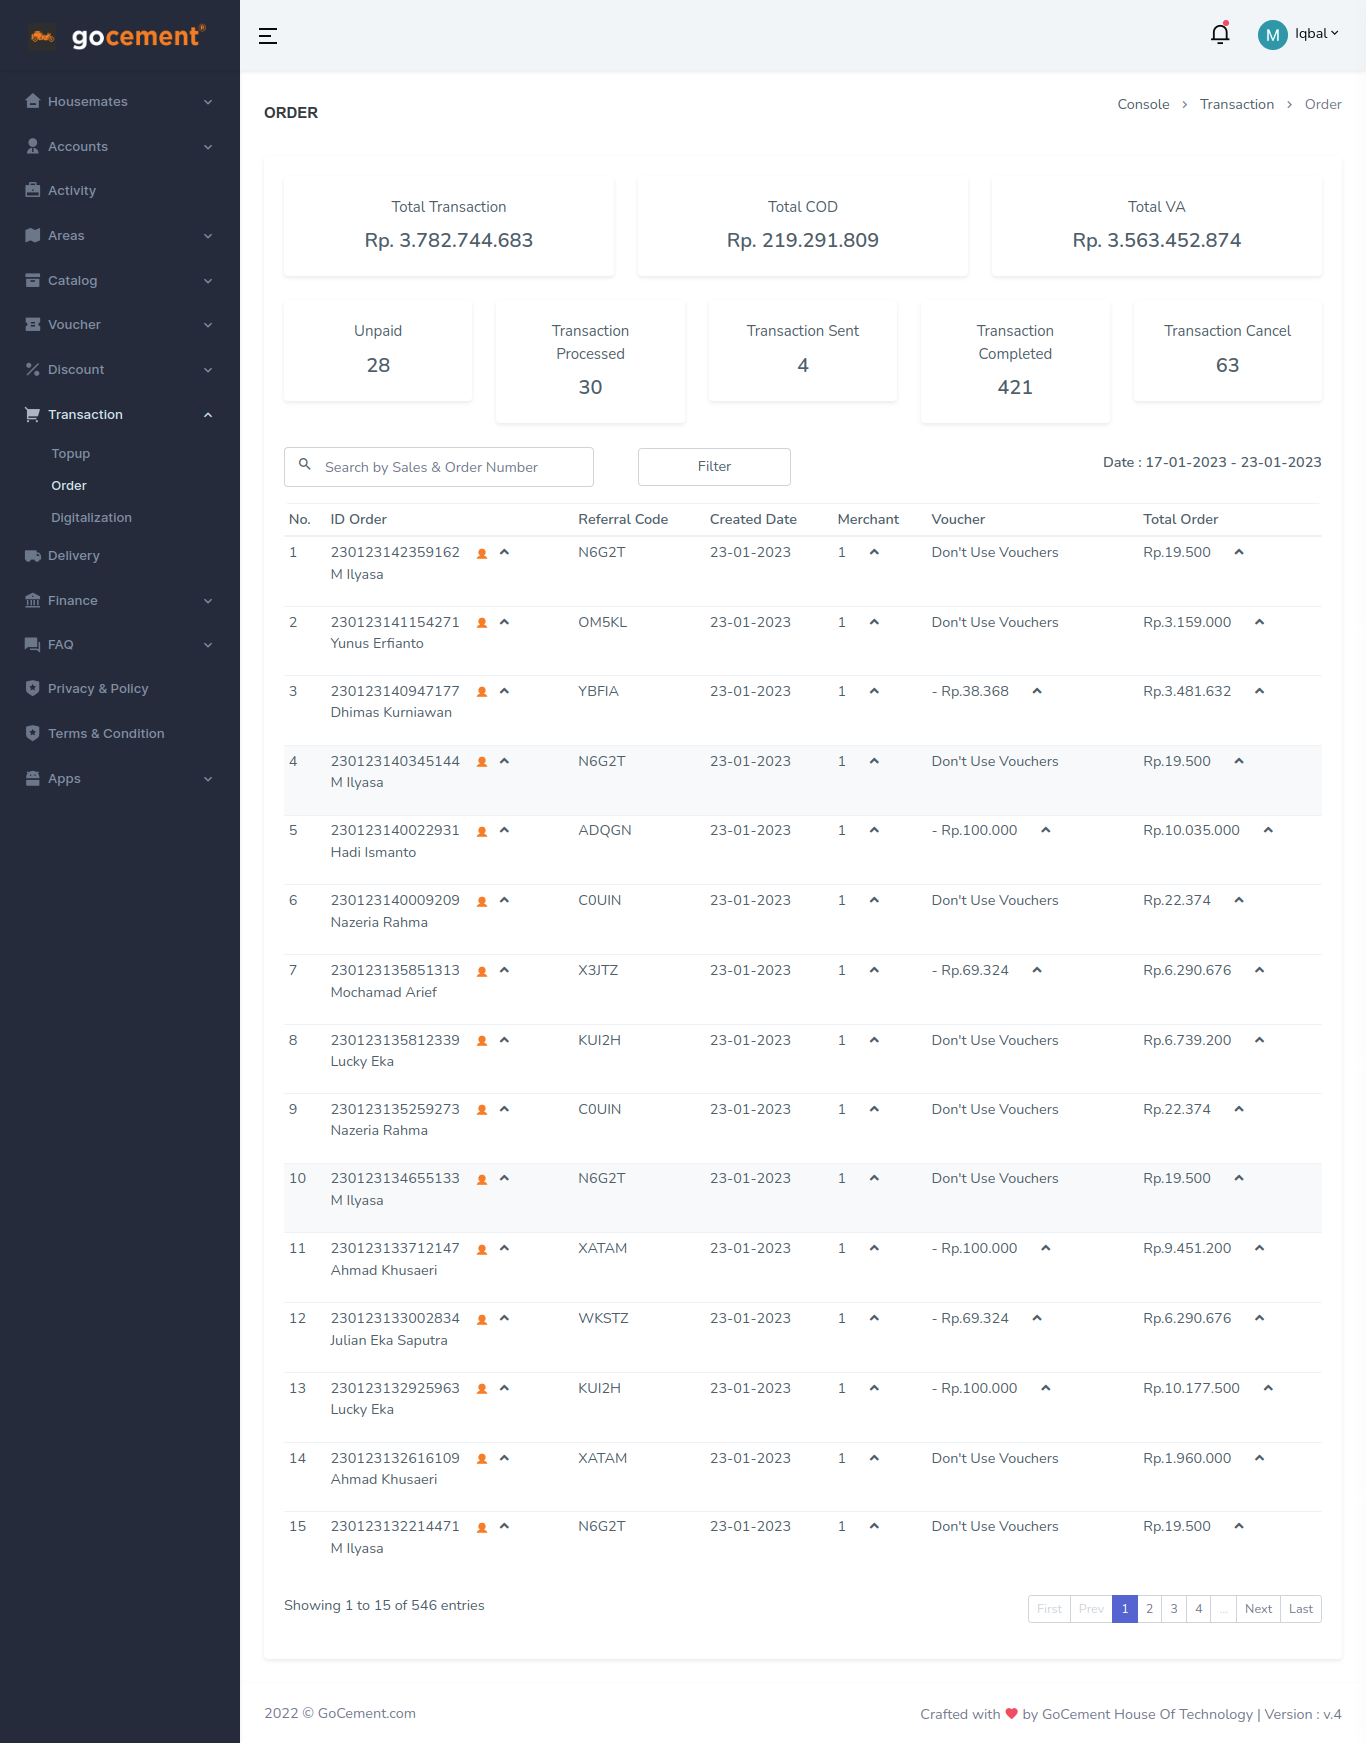 gocement®
Housemates
Accounts
Activity
Areas
Catalog
Voucher
Discount
Transaction
Topup
Order
Digitalization
Delivery
Finance
FAQ
Privacy & Policy
Terms & Condition
Apps
M Iqbal
ORDER
Console > Transaction > Order
Total Transaction
Rp. 3.782.744.683
Total COD
Rp. 219.291.809
Total VA
Rp. 3.563.452.874
Unpaid
28
Transaction
Processed
30
Transaction Sent
4
Transaction
Completed
421
Transaction Cancel
63
Search by Sales & Order Number
Filter
Date : 17-01-2023 - 23-01-2023
No. ID Order Referral Code Created Date Merchant Voucher Total Order
1 230123142359162 N6G2T 23-01-2023 1 Don't Use Vouchers Rp.19.500
M Ilyasa
2 230123141154271 OM5KL 23-01-2023 1 Don't Use Vouchers Rp.3.159.000
Yunus Erfianto
3 230123140947177 YBFIA 23-01-2023 1 - Rp.38.368 Rp.3.481.632
Dhimas Kurniawan
4 230123140345144 N6G2T 23-01-2023 1 Don't Use Vouchers Rp.19.500
M Ilyasa
5 230123140022931 ADQGN 23-01-2023 1 - Rp.100.000 Rp.10.035.000
Hadi Ismanto
6 230123140009209 C0UIN 23-01-2023 1 Don't Use Vouchers Rp.22.374
Nazeria Rahma
7 230123135851313 X3JTZ 23-01-2023 1 - Rp.69.324 Rp.6.290.676
Mochamad Arief
8 230123135812339 KUI2H 23-01-2023 1 Don't Use Vouchers Rp.6.739.200
Lucky Eka
9 230123135259273 C0UIN 23-01-2023 1 Don't Use Vouchers Rp.22.374
Nazeria Rahma
10 230123134655133 N6G2T 23-01-2023 1 Don't Use Vouchers Rp.19.500
M Ilyasa
11 230123133712147 XATAM 23-01-2023 1 - Rp.100.000 Rp.9.451.200
Ahmad Khusaeri
12 230123133002834 WKSTZ 23-01-2023 1 - Rp.69.324 Rp.6.290.676
Julian Eka Saputra
13 230123132925963 KUI2H 23-01-2023 1 - Rp.100.000 Rp.10.177.500
Lucky Eka
14 230123132616109 XATAM 23-01-2023 1 Don't Use Vouchers Rp.1.960.000
Ahmad Khusaeri
15 230123132214471 N6G2T 23-01-2023 1 Don't Use Vouchers Rp.19.500
M Ilyasa
Showing 1 to 15 of 546 entries
First Prev 1 2 3 4 ... Next Last
2022 © GoCement.com
Crafted with ❤ by GoCement House Of Technology | Version : v.4